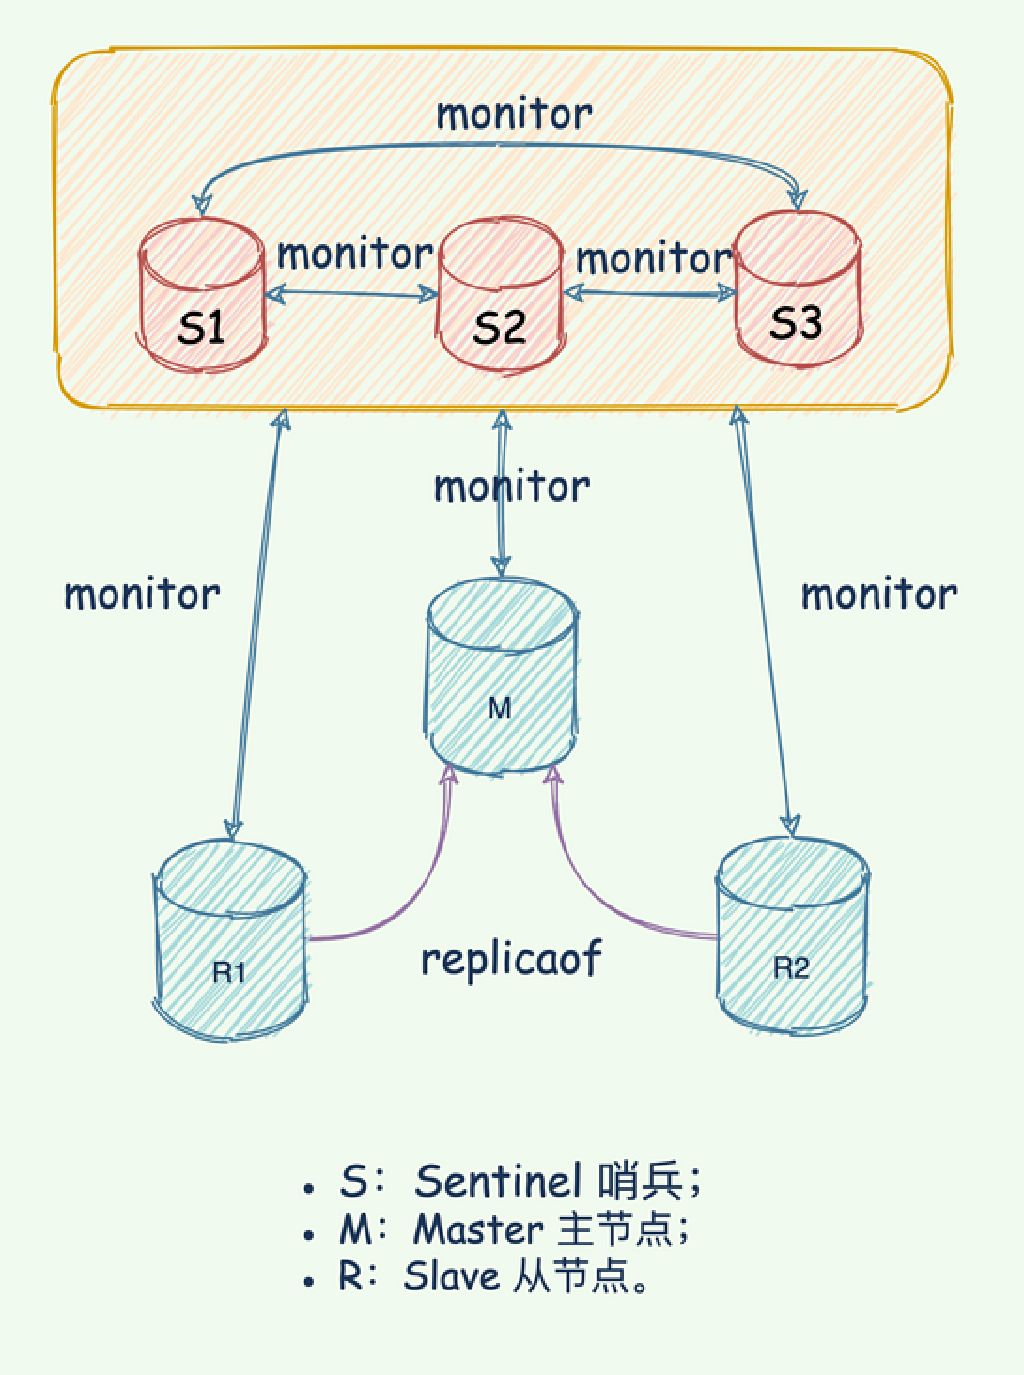 monitor
monitor
monitor
S1
S2
S3
monitor
monitor
monitor
M
replicaof
R1
R2
• S： Sentinel 哨兵；
• M： Master 主节点；
• R： Slave 从节点。